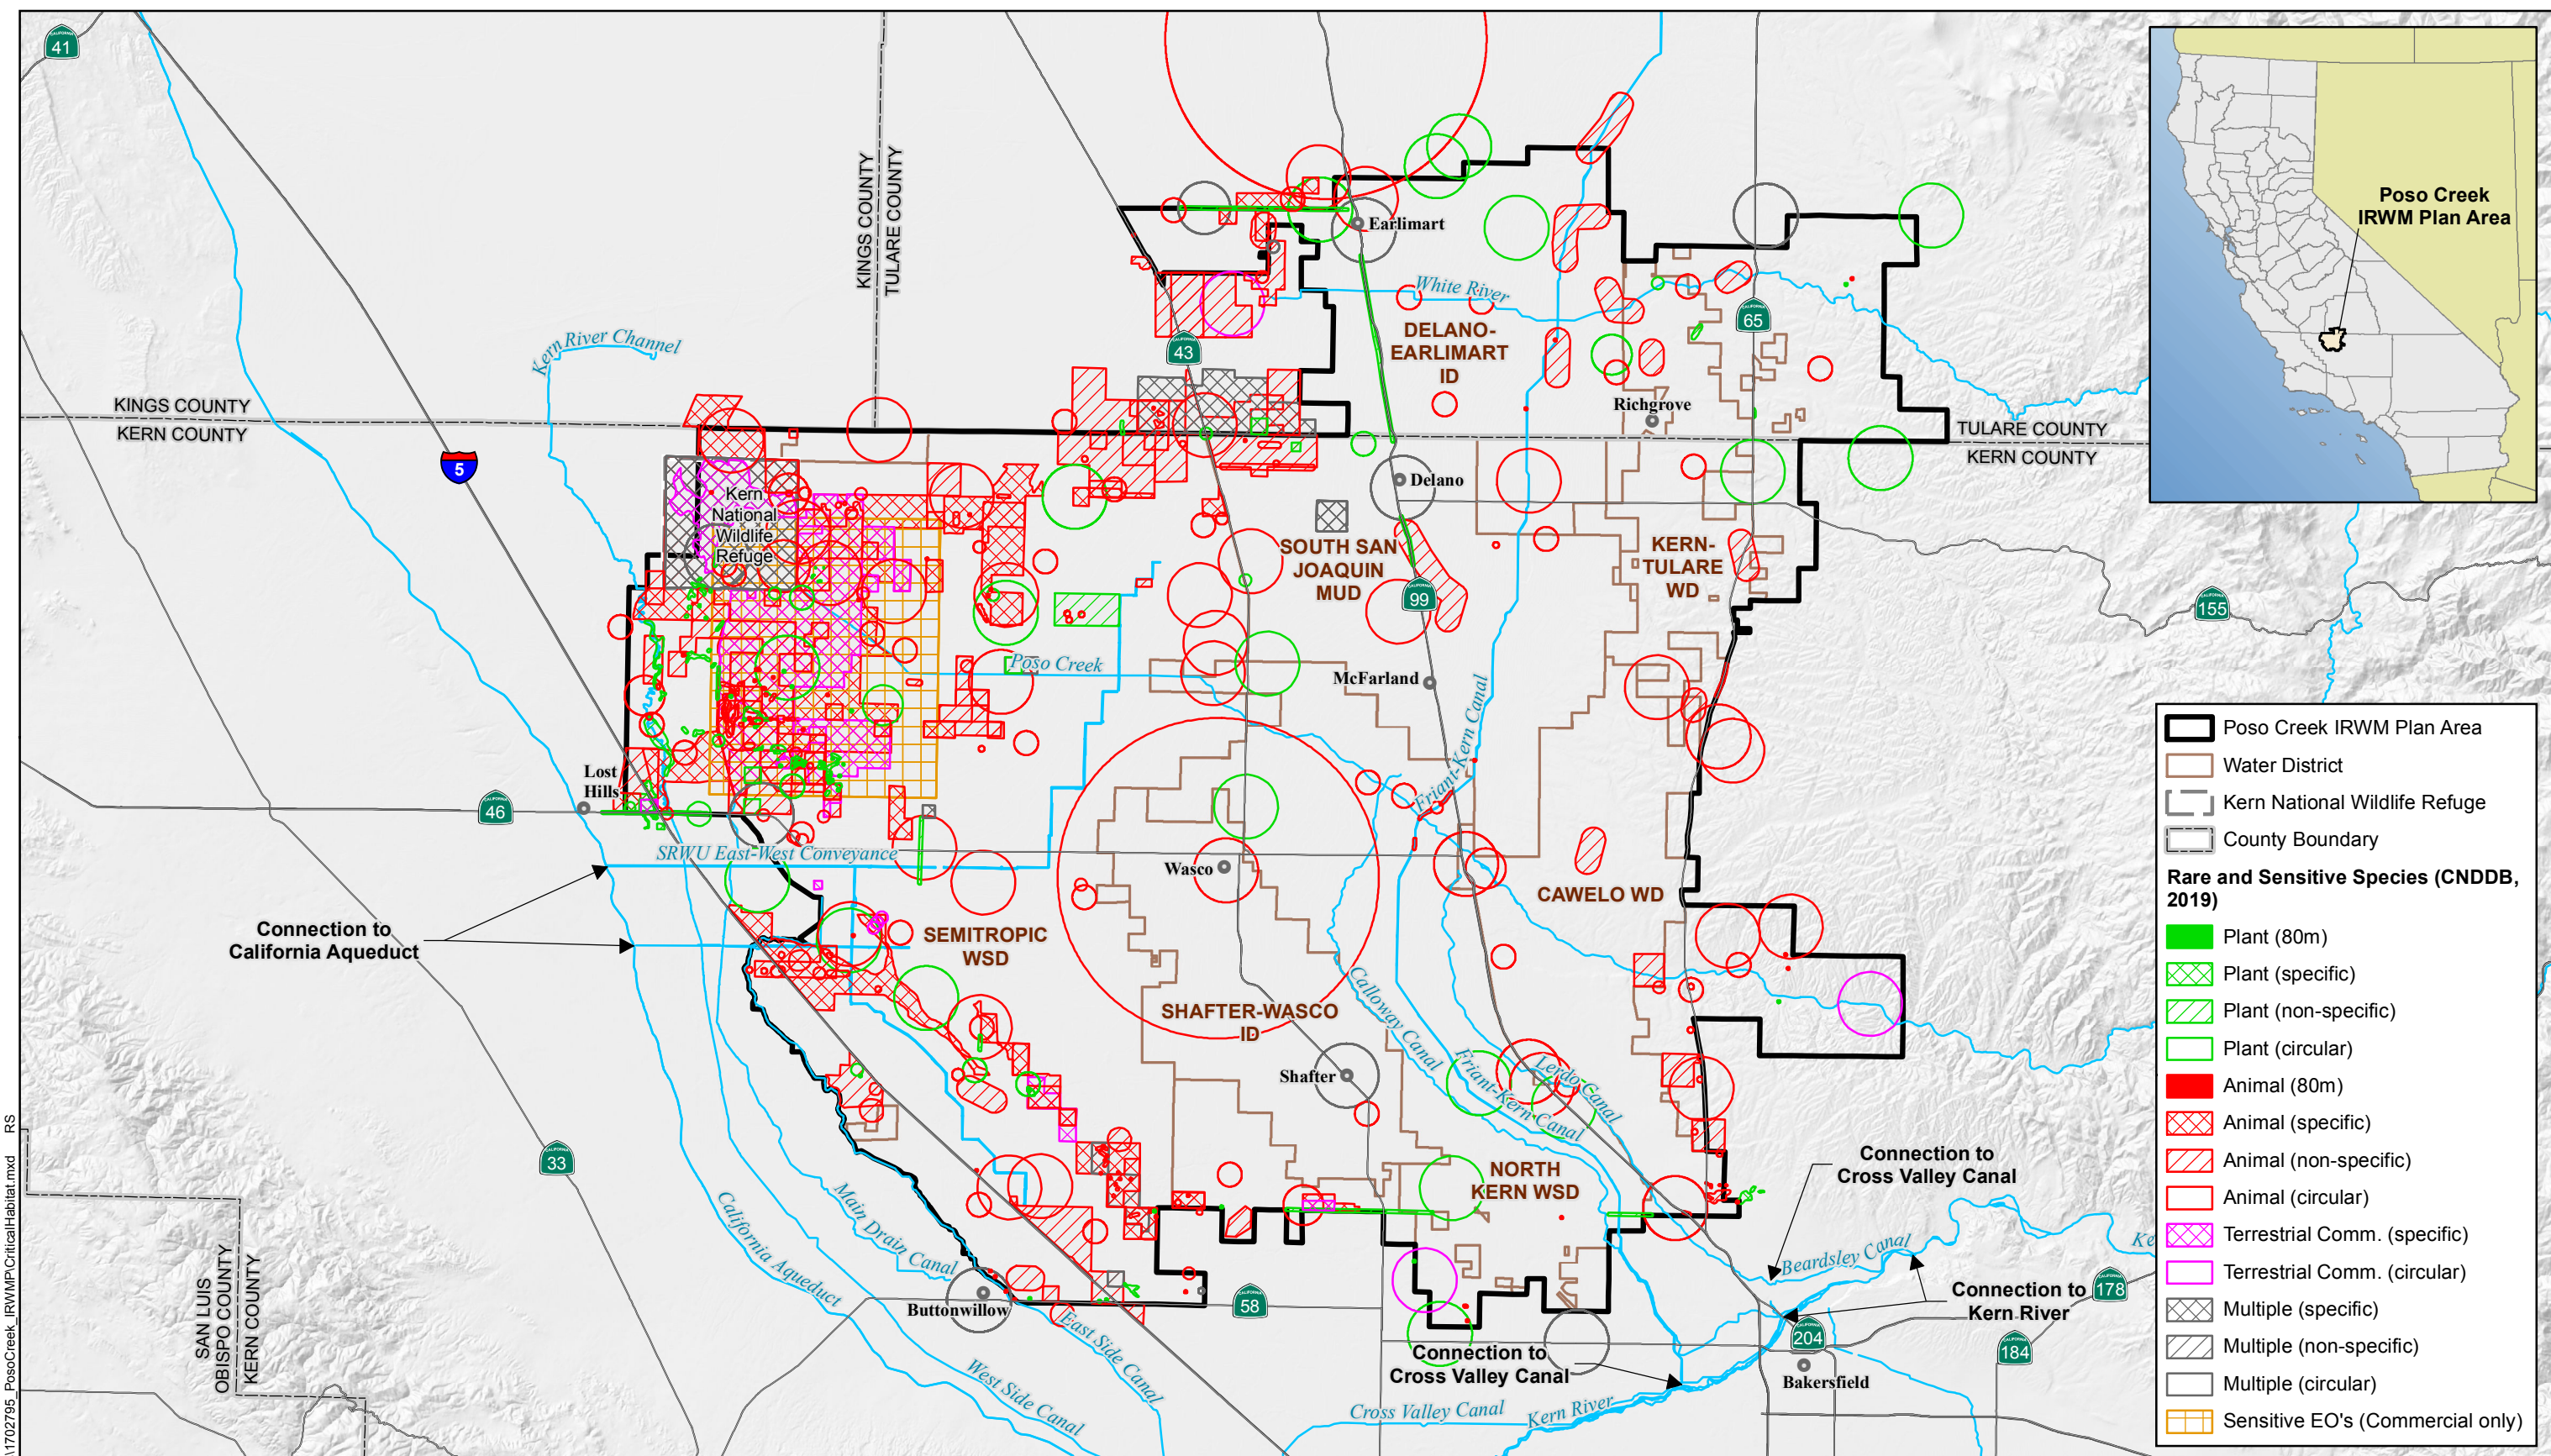 41
KINGS COUNTY
TULARE COUNTY
Poso Creek
IRWM Plan Area
Earlimart
White River
DELANO-
EARLIMART
ID
65
43
Kern River Channel
Richgrove
KINGS COUNTY
KERN COUNTY
TULARE COUNTY
KERN COUNTY
5
Kern
National
Wildlife
Refuge
Delano
SOUTH SAN
JOAQUIN
MUD
KERN-
TULARE
WD
99
155
Poso Creek
McFarland
Friant-Kern Canal
Lost
Hills
46
SRWU East-West Conveyance
Wasco
CAWELO WD
Connection to
California Aqueduct
SEMITROPIC
WSD
SHAFTER-WASCO
ID
Calloway Canal
Friant-Kern Canal
Lerdo Canal
Shafter
33
NORTH
KERN WSD
Connection to
Cross Valley Canal
Main Drain Canal
California Aqueduct
Beardsley Canal
Ke
Connection to
Kern River
178
Buttonwillow
58
East Side Canal
West Side Canal
204
184
Connection to
Cross Valley Canal
Bakersfield
Cross Valley Canal
Kern River
SAN LUIS
OBISPO COUNTY
KERN COUNTY
Poso Creek IRWM Plan Area
Water District
Kern National Wildlife Refuge
County Boundary
Rare and Sensitive Species (CNDDB,
2019)
Plant (80m)
Plant (specific)
Plant (non-specific)
Plant (circular)
Animal (80m)
Animal (specific)
Animal (non-specific)
Animal (circular)
Terrestrial Comm. (specific)
Terrestrial Comm. (circular)
Multiple (specific)
Multiple (non-specific)
Multiple (circular)
Sensitive EO's (Commercial only)
\1702795_PosoCreek_IRWMP\CriticalHabitat.mxd RS